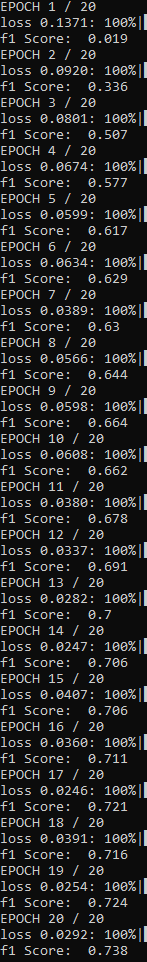 EPOCH 1 / 20
loss 0.1371: 100%|
f1 Score:  0.019
EPOCH 2 / 20
loss 0.0920: 100%|
f1 Score:  0.336
EPOCH 3 / 20
loss 0.0801: 100%|
f1 Score:  0.507
EPOCH 4 / 20
loss 0.0674: 100%|
f1 Score:  0.577
EPOCH 5 / 20
loss 0.0599: 100%|
f1 Score:  0.617
EPOCH 6 / 20
loss 0.0634: 100%|
f1 Score:  0.629
EPOCH 7 / 20
loss 0.0389: 100%|
f1 Score:  0.63
EPOCH 8 / 20
loss 0.0566: 100%|
f1 Score:  0.644
EPOCH 9 / 20
loss 0.0598: 100%|
f1 Score:  0.664
EPOCH 10 / 20
loss 0.0608: 100%|
f1 Score:  0.662
EPOCH 11 / 20
loss 0.0380: 100%|
f1 Score:  0.678
EPOCH 12 / 20
loss 0.0337: 100%|
f1 Score:  0.691
EPOCH 13 / 20
loss 0.0282: 100%|
f1 Score:  0.7
EPOCH 14 / 20
loss 0.0247: 100%|
f1 Score:  0.706
EPOCH 15 / 20
loss 0.0407: 100%|
f1 Score:  0.706
EPOCH 16 / 20
loss 0.0360: 100%|
f1 Score:  0.711
EPOCH 17 / 20
loss 0.0246: 100%|
f1 Score:  0.721
EPOCH 18 / 20
loss 0.0391: 100%|
f1 Score:  0.716
EPOCH 19 / 20
loss 0.0254: 100%|
f1 Score:  0.724
EPOCH 20 / 20
loss 0.0292: 100%|
f1 Score:  0.738